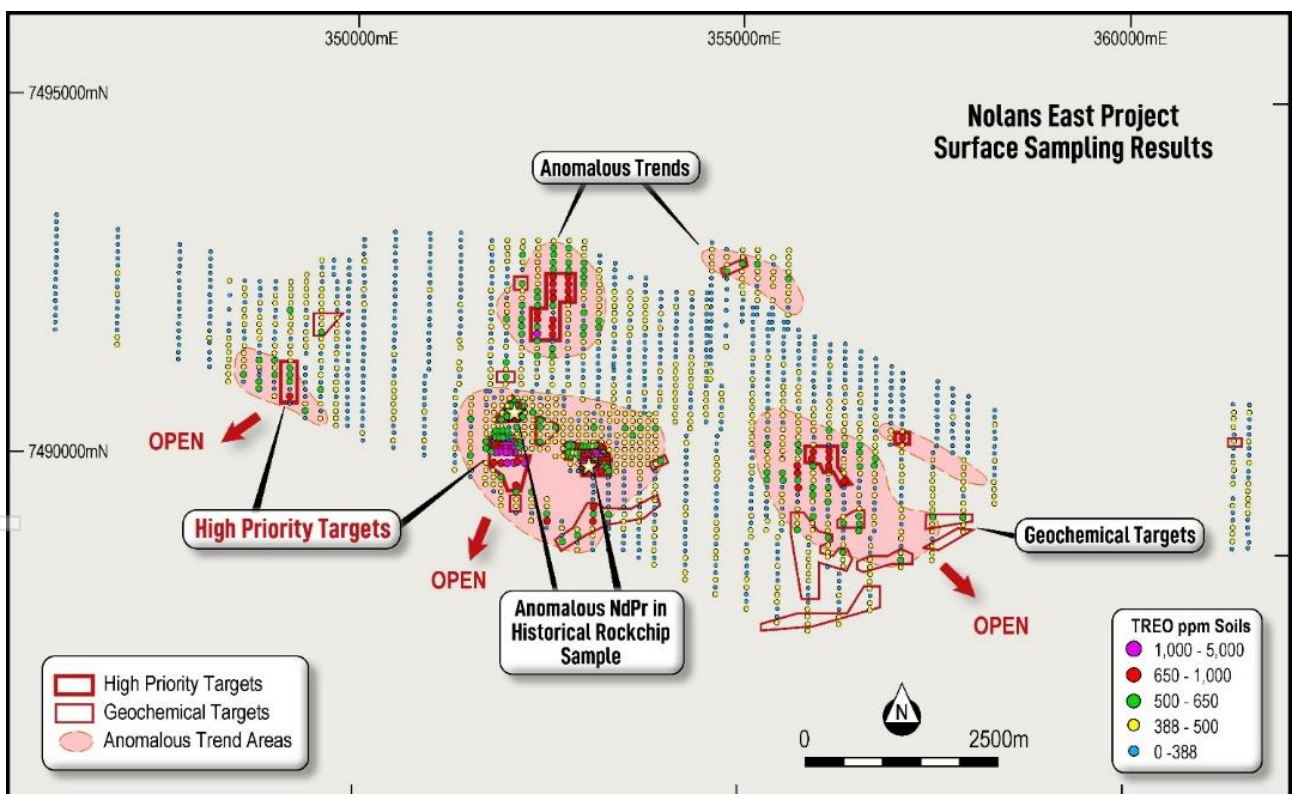 350000mE
355000mE
360000mE
7495000mN
Nolans East Project
Surface Sampling Results
Anomalous Trends
OPEN
7490000mN
High Priority Targets
OPEN
Geochemical Targets
Anomalous NdPr in
Historical Rockchip
Sample
OPEN
High Priority Targets
Geochemical Targets
Anomalous Trend Areas
N
0
2500m
TREO ppm Soils
1,000 - 5,000
650 - 1,000
500 - 650
388 - 500
0 -388